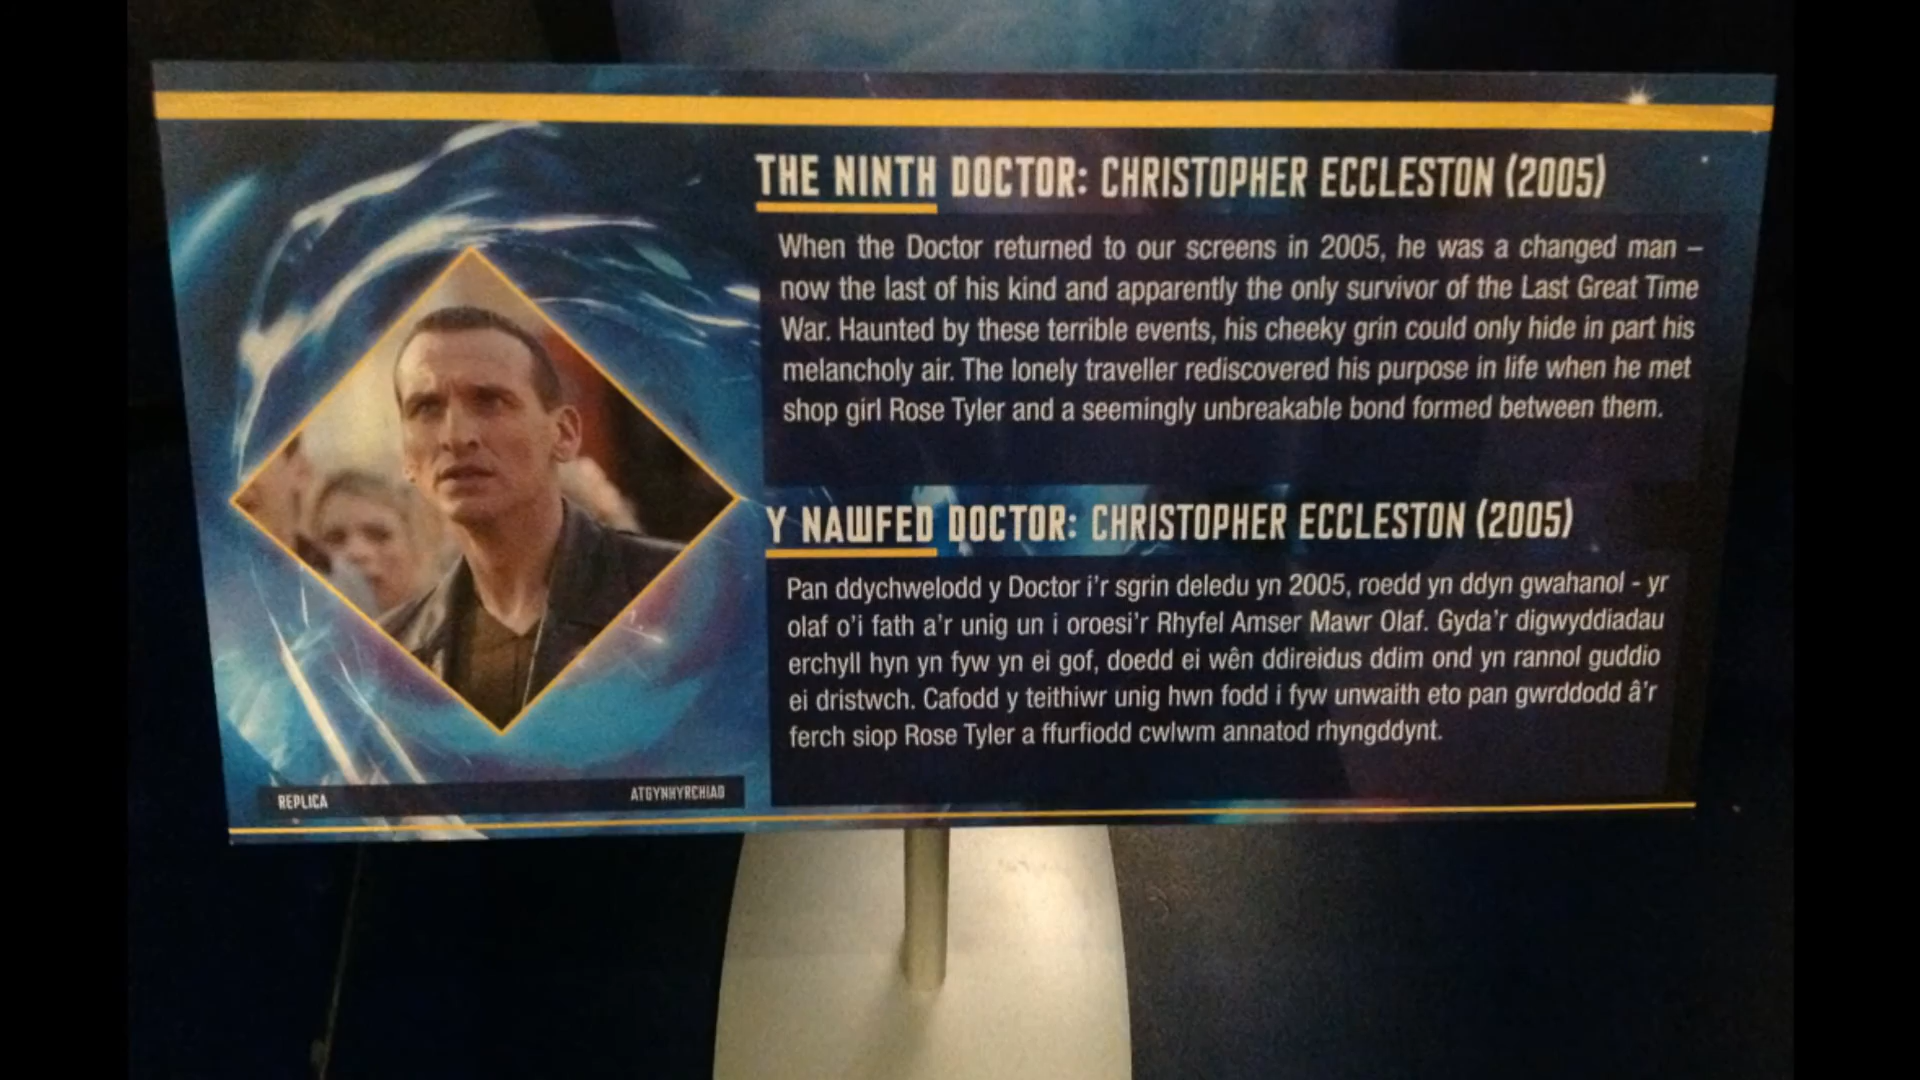 THE NINTH DOCTOR: CHRISTOPHER ECCLESTON (2005)
When the Doctor returned to our screens in 2005, he was a changed man –
now the last of his kind and apparently the only survivor of the Last Great Time
War. Haunted by these terrible events, his cheeky grin could only hide in part his
melancholy air. The lonely traveller rediscovered his purpose in life when he met
shop girl Rose Tyler and a seemingly unbreakable bond formed between them.
Y NAWFED DOCTOR: CHRISTOPHER ECCLESTON (2005)
Pan ddychwelodd y Doctor i'r sgrin deledu yn 2005, roedd yn ddyn gwahanol - yr
olaf o'i fath a'r unig un i oroesi'r Rhyfel Amser Mawr Olaf. Gyda'r digwyddiadau
erchyll hyn yn fyw yn ei gof, doedd ei wên ddireidus ddim ond yn rannol guddio
ei dristwch. Cafodd y teithiwr unig hwn fodd i fyw unwaith eto pan gwrddodd â'r
ferch siop Rose Tyler a ffurfiodd cwlwm annatod rhyngddynt.
REPLICA
ATGYNHYRCHIAD